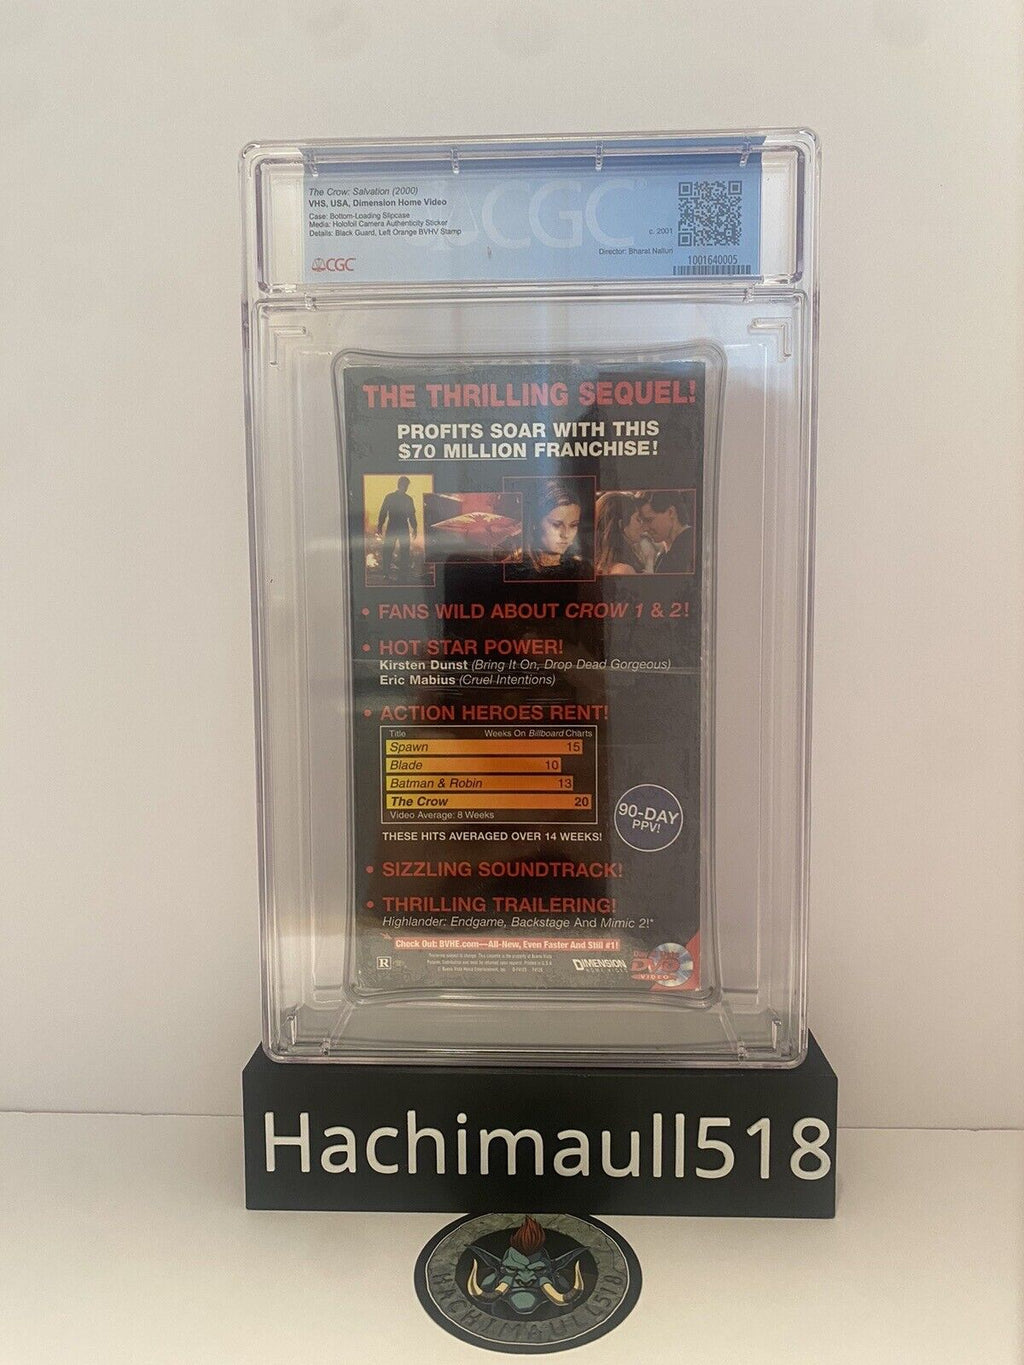 The Crow: Salvation (2000)
VHS, USA, Dimension Home Video
Case: Bottom-Loading Slipcase
Media: Holofoil Camera Authenticity Sticker
Details: Black Guard, Left Orange BVHV Stamp
CGC
c. 2001
Director: Bharat Nalluri
CGC
1001640005
THE THRILLING SEQUEL!
PROFITS SOAR WITH THIS
$70 MILLION FRANCHISE!
• FANS WILD ABOUT CROW 1 & 2!
• HOT STAR POWER!
Kirsten Dunst (Bring It On, Drop Dead Gorgeous)
Eric Mabius (Cruel Intentions)
• ACTION HEROES RENT!
Title Weeks On Billboard Charts
Spawn 15
Blade 10
Batman & Robin 13
The Crow 20
Video Average: 8 Weeks
90-DAY
PPV!
THESE HITS AVERAGED OVER 14 WEEKS!
• SIZZLING SOUNDTRACK!
• THRILLING TRAILERING!
Highlander: Endgame, Backstage And Mimic 2!*
Check Out: BVHE.com—All-New, Even Faster And Still #1!
R
DIMENSION
HOME VIDEO
DVD
VIDEO
Hachimaull518
HACHIMAULL518